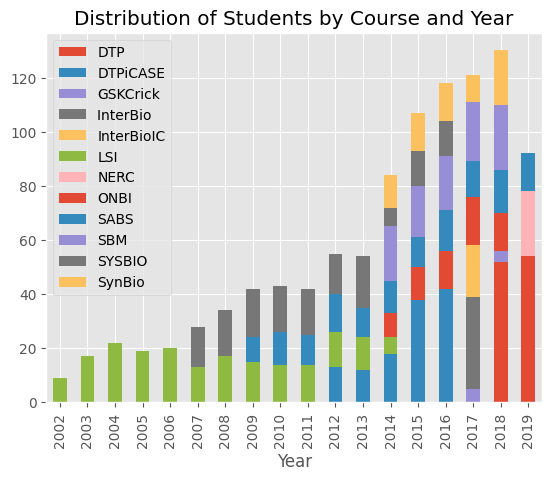 Distribution of Students by Course and Year
DTP
DTPiCASE
GSKCrick
InterBio
InterBioIC
LSI
NERC
ONBI
SABS
SBM
SYSBIO
SynBio
120
100
80
60
40
20
0
2002 2003 2004 2005 2006 2007 2008 2009 2010 2011 2012 2013 2014 2015 2016 2017 2018 2019
Year